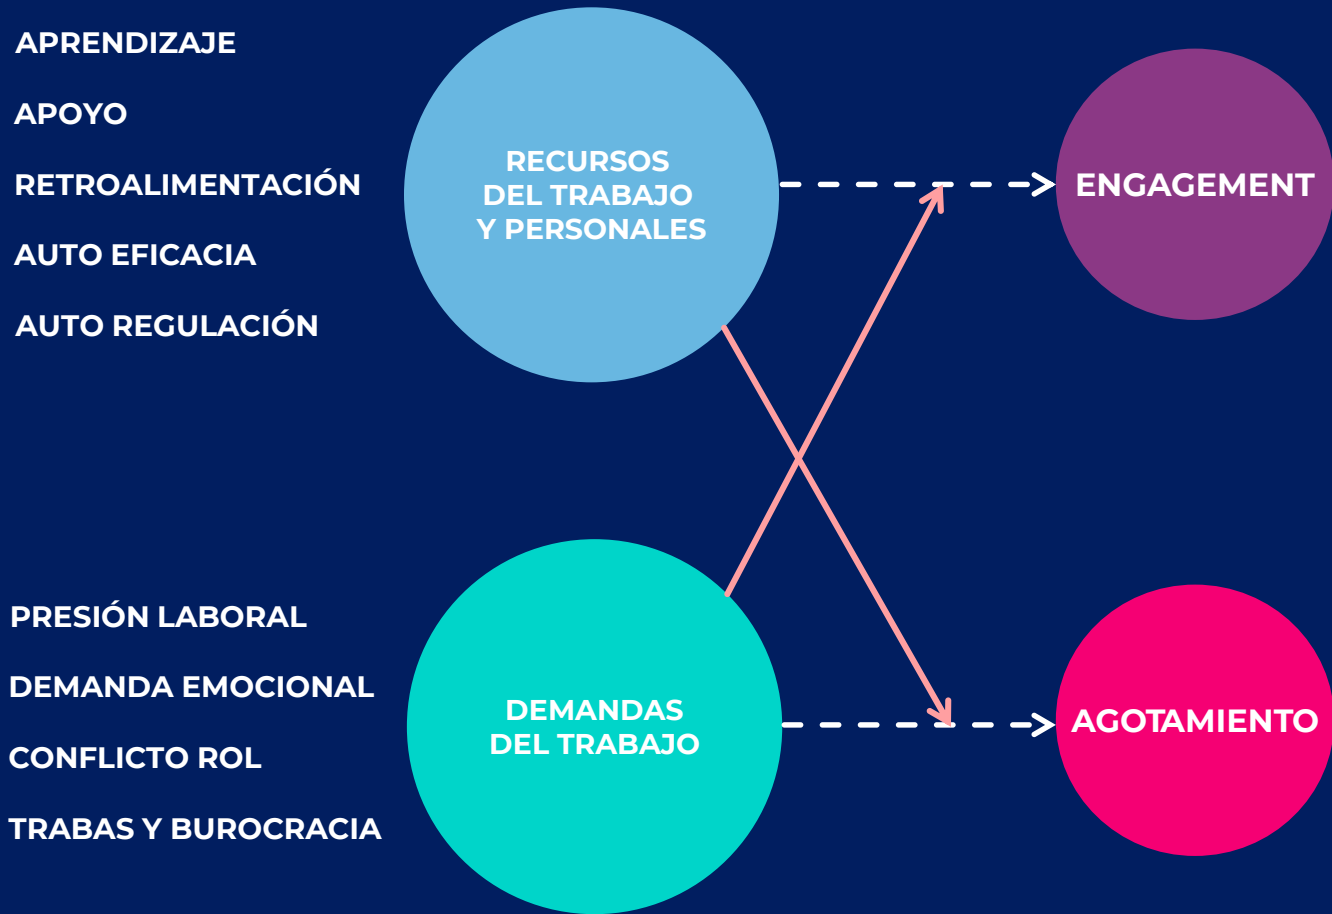 APRENDIZAJE
APOYO
RETROALIMENTACIÓN
AUTO EFICACIA
AUTO REGULACIÓN
RECURSOS
DEL TRABAJO
Y PERSONALES
ENGAGEMENT
PRESIÓN LABORAL
DEMANDA EMOCIONAL
CONFLICTO ROL
TRABAS Y BUROCRACIA
DEMANDAS
DEL TRABAJO
AGOTAMIENTO